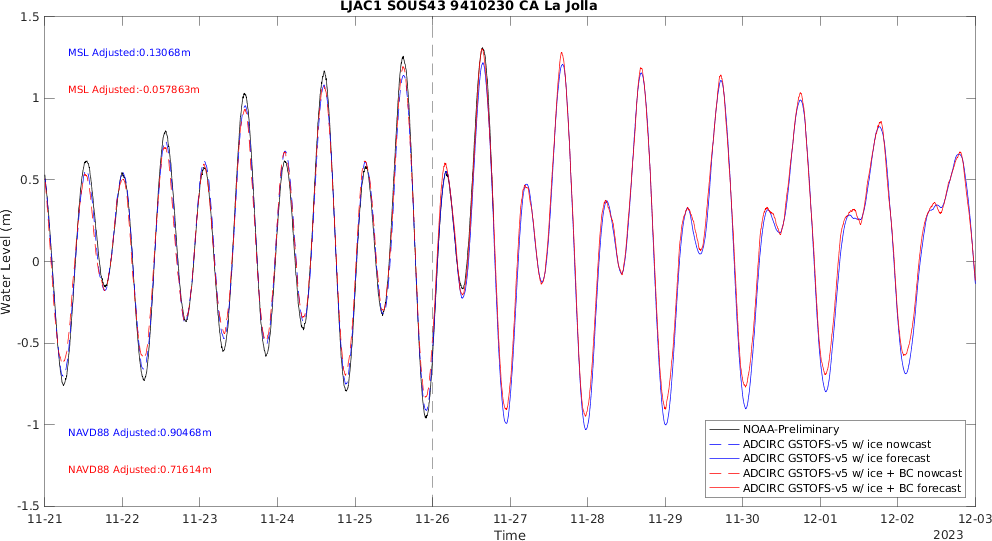 LJAC1 SOUS43 9410230 CA La Jolla
1.5
1
0.5
0
-0.5
-1
-1.5
Water Level (m)
MSL Adjusted:0.13068m
MSL Adjusted:-0.057863m
NAVD88 Adjusted:0.90468m
NAVD88 Adjusted:0.71614m
NOAA-Preliminary
ADCIRC GSTOFS-v5 w/ ice nowcast
ADCIRC GSTOFS-v5 w/ ice forecast
ADCIRC GSTOFS-v5 w/ ice + BC nowcast
ADCIRC GSTOFS-v5 w/ ice + BC forecast
11-21 11-22 11-23 11-24 11-25 11-26 11-27 11-28 11-29 11-30 12-01 12-02 12-03
Time
2023